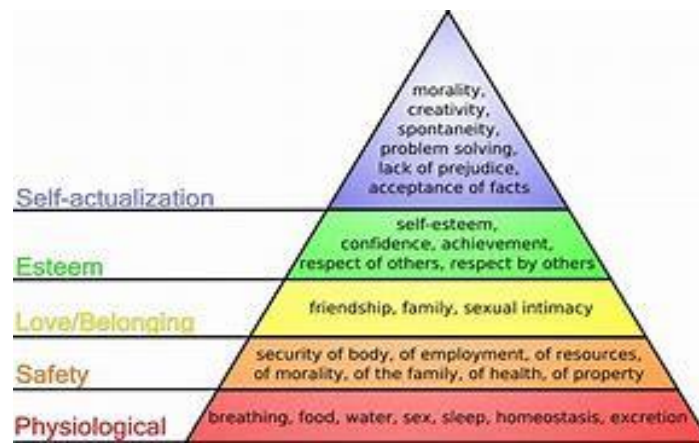 morality,
creativity,
spontaneity,
problem solving,
lack of prejudice,
acceptance of facts
Self-actualization
self-esteem,
confidence, achievement,
respect of others, respect by others
Esteem
friendship, family, sexual intimacy
Love/Belonging
security of body, of employment, of resources,
of morality, of the family, of health, of property
Safety
breathing, food, water, sex, sleep, homeostasis, excretion
Physiological